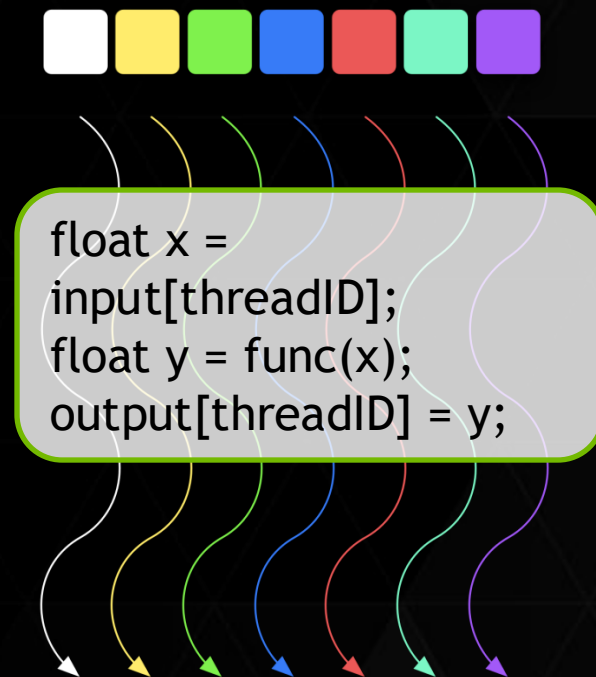 float x =
input[threadID];
float y = func(x);
output[threadID] = y;